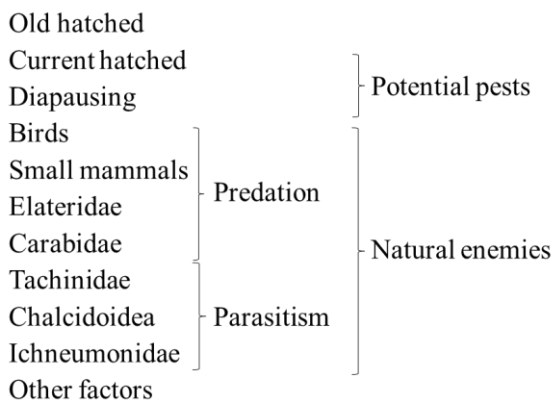 Old hatched
Current hatched
Diapausing
Potential pests
Birds
Small mammals
Elateridae
Carabidae
Predation
Tachinidae
Chalcidoidea
Ichneumonidae
Parasitism
Natural enemies
Other factors